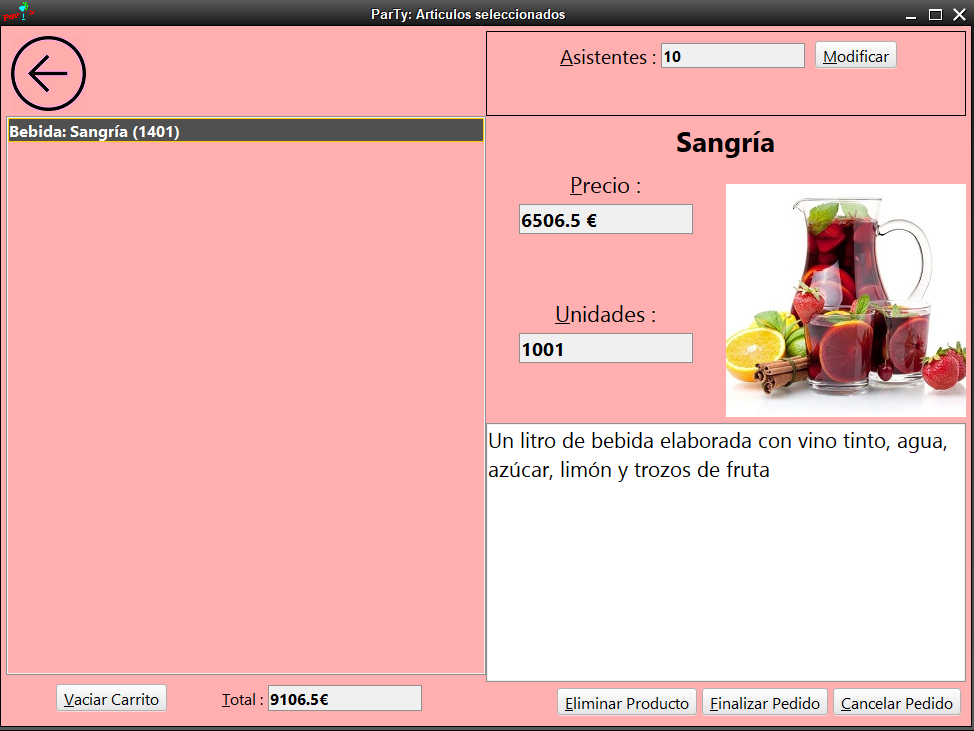 ParTy: Articulos seleccionados
Asistentes : 10 Modificar
Bebida: Sangría (1401)
Sangría
Precio :
6506.5 €
Unidades :
1001
Un litro de bebida elaborada con vino tinto, agua,
azúcar, limón y trozos de fruta
Vaciar Carrito Total : 9106.5€ Eliminar Producto Finalizar Pedido Cancelar Pedido